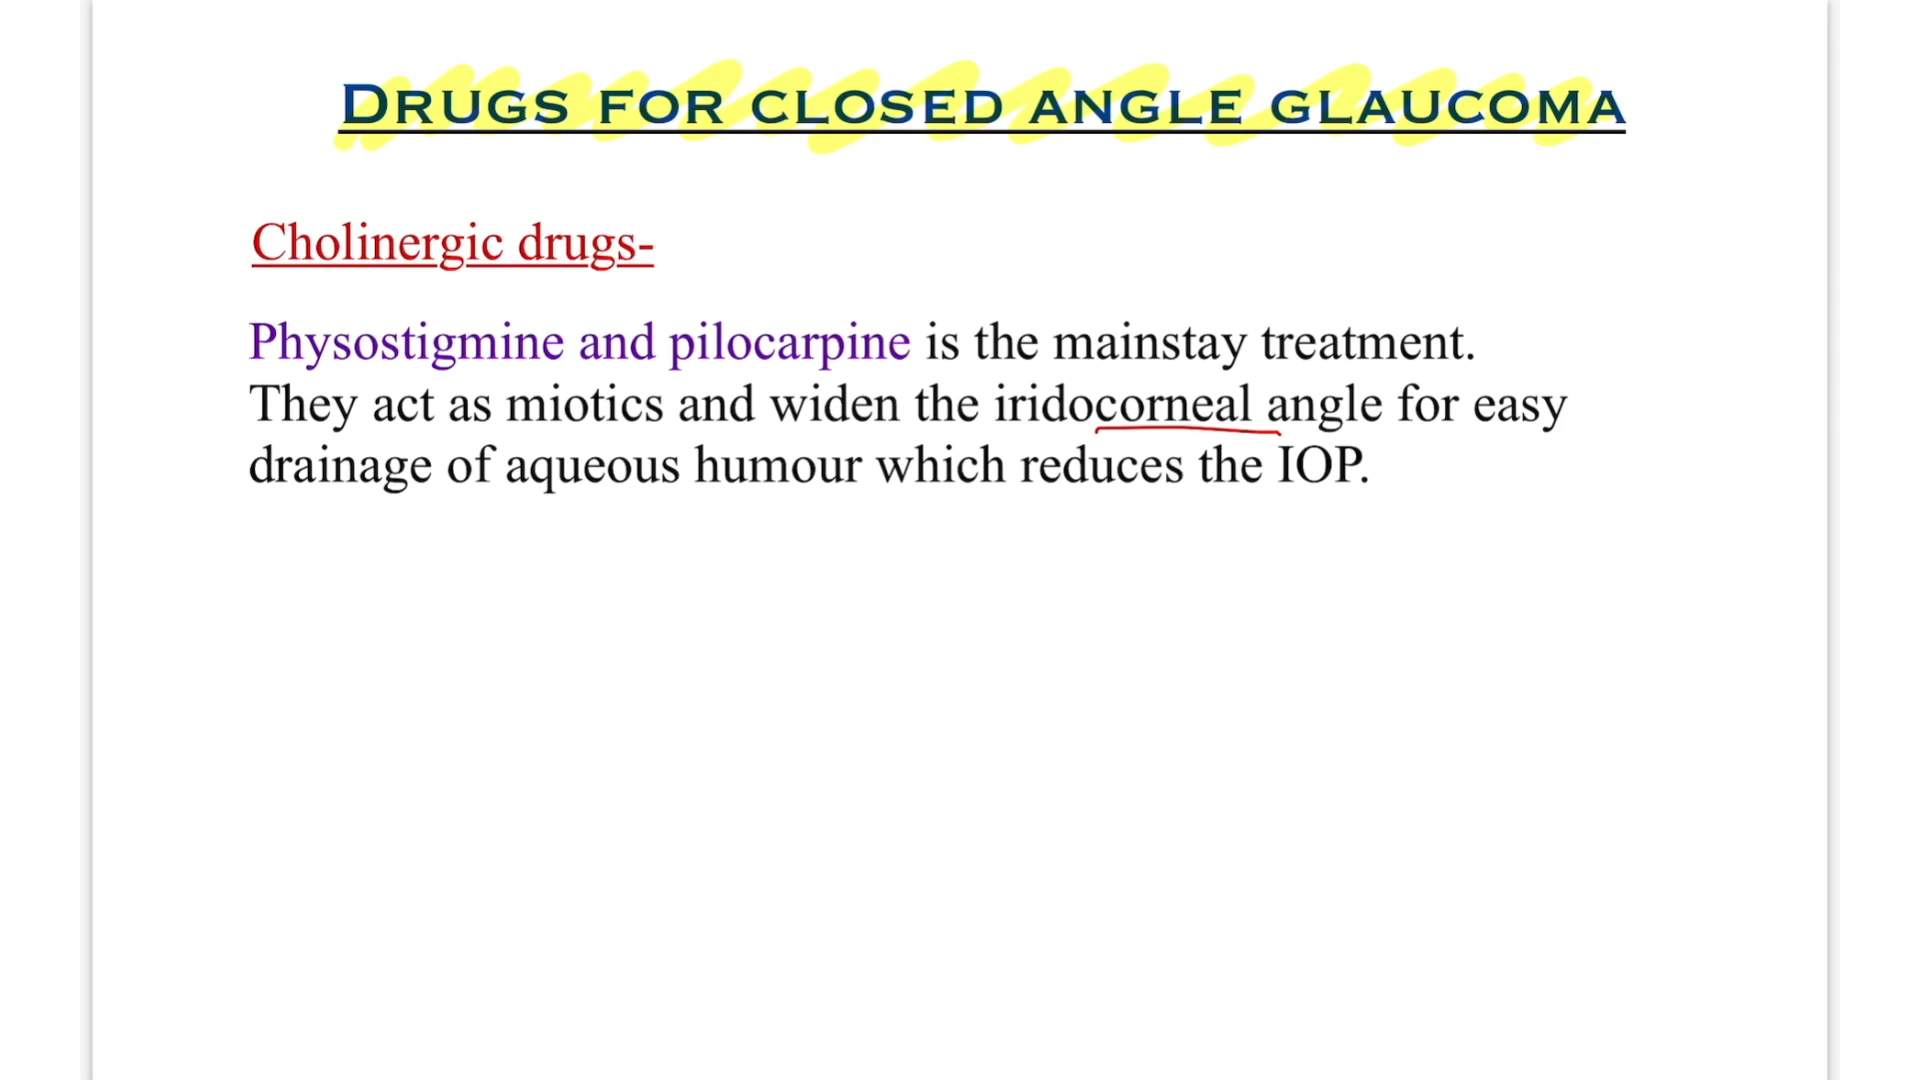 DRUGS FOR CLOSED ANGLE GLAUCOMA
Cholinergic drugs-
Physostigmine and pilocarpine is the mainstay treatment.
They act as miotics and widen the iridocorneal angle for easy
drainage of aqueous humour which reduces the IOP.